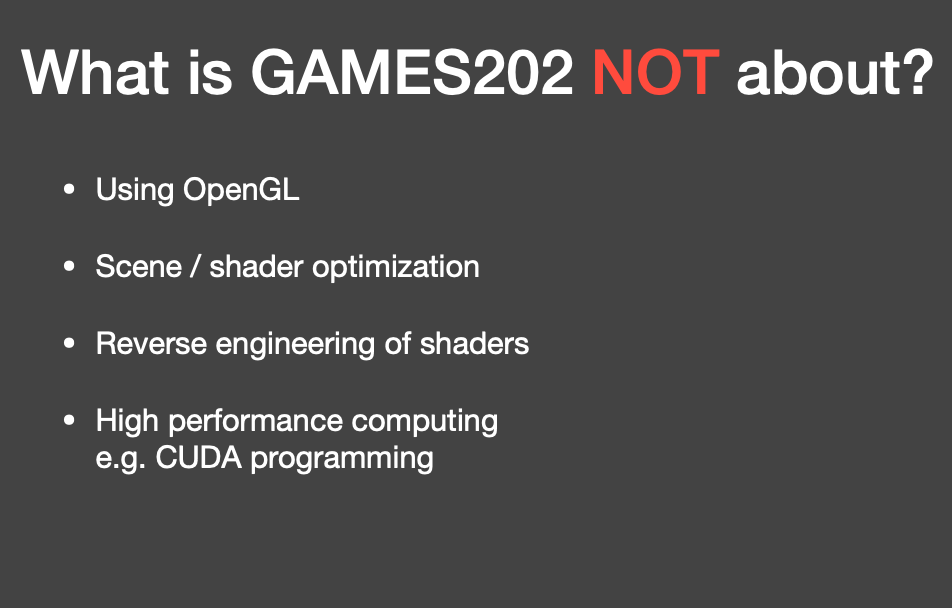 What is GAMES202 NOT about?
• Using OpenGL
• Scene / shader optimization
• Reverse engineering of shaders
• High performance computing
e.g. CUDA programming